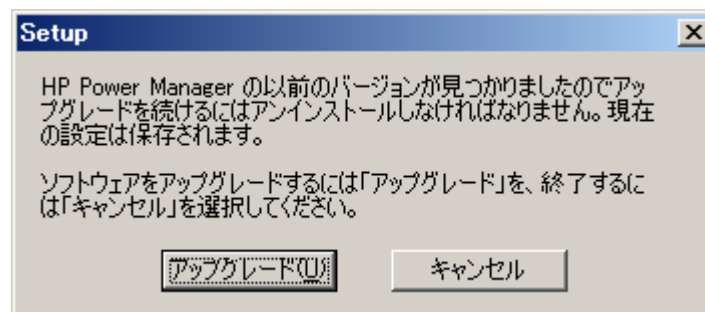 Setup
HP Power Manager の以前のバージョンが見つかりましたのでアッ
プグレードを続けるにはアンインストールしなければなりません。現在
の設定は保存されます。
ソフトウェアをアップグレードするには「アップグレード」を、終了するに
は「キャンセル」を選択してください。
アップグレード(U)
キャンセル